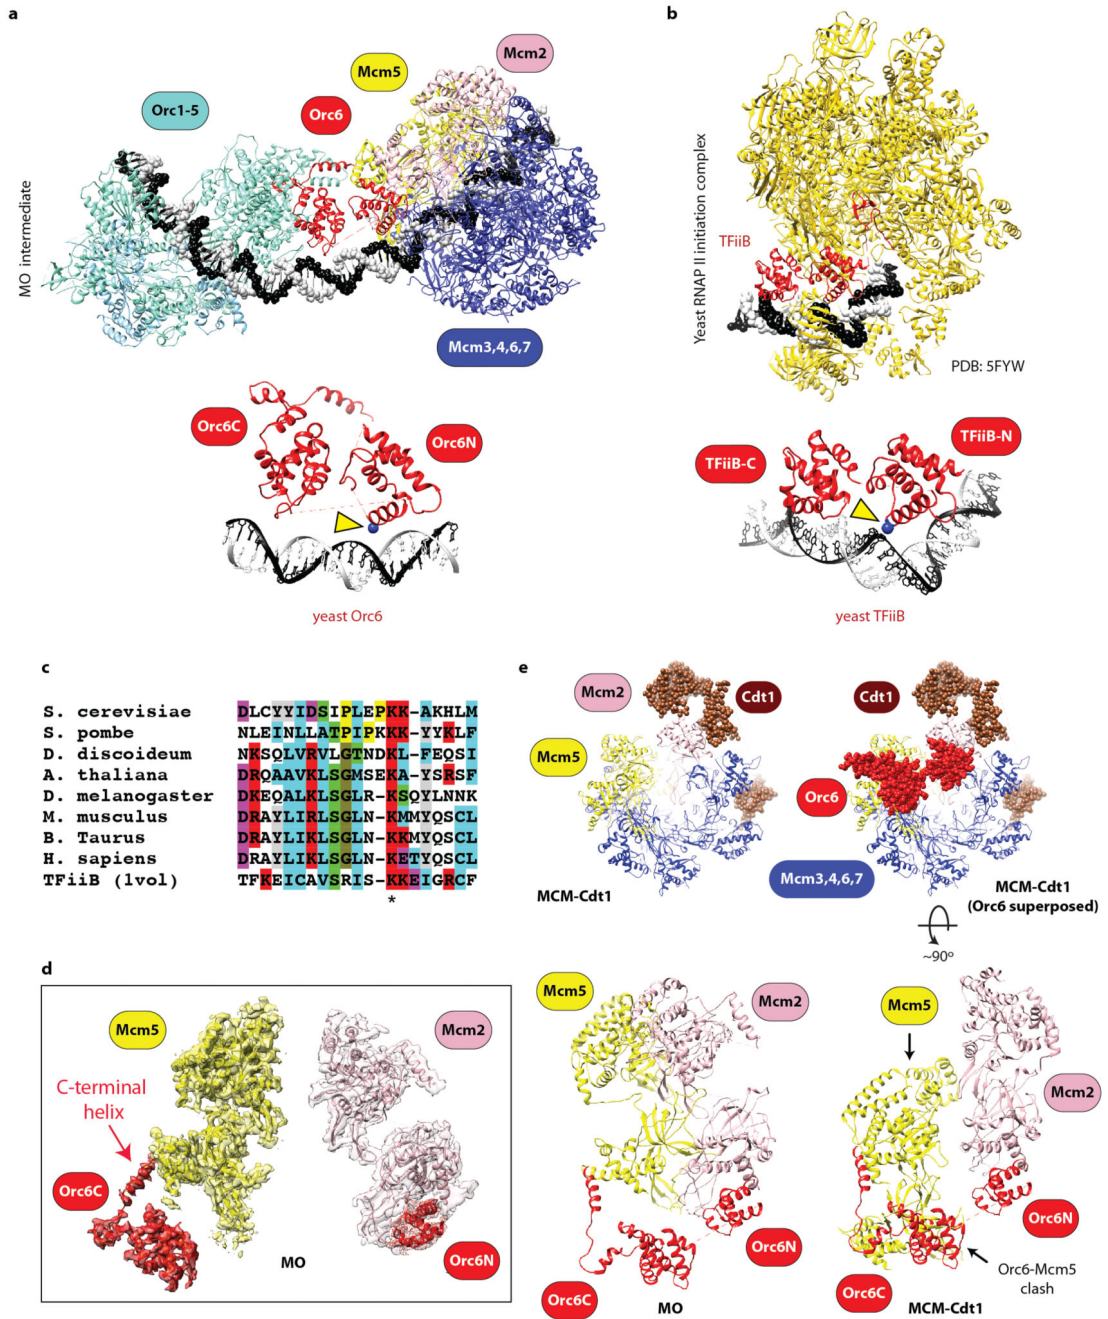 a
b
Mcm2
Mcm5
Orc1-5
Orc6
MO intermediate
Mcm3,4,6,7
Yeast RNAP II initiation complex
TFiiB
PDB: 5FYW
Orc6C
Orc6N
yeast Orc6
TFiiB-C
TFiiB-N
yeast TFiiB
c
S. cerevisiae DLCYYIDSIPLEPKK-AKHLM
S. pombe NLEINLLATPIPKKK-YYKLF
D. discoideum NKSQLVRVLGTNDKL-FEQSI
A. thaliana DRQAAVKLSGMSEKA-YSRSF
D. melanogaster DKEQALKLSGLR-KSQYLNNK
M. musculus DRAYLIRLSGLN-KMMYQSCL
B. Taurus DRAYLIKLSGLN-KKMYQSCL
H. sapiens DRAYLIKLSGLN-KETYQSCL
TFiiB (1vol) TFKEICAVSRIS-KKEIGRCF
*
d
Mcm5
Mcm2
C-terminal
helix
Orc6C
MO
Orc6N
e
Mcm2
Cdt1
Cdt1
Mcm5
Orc6
Mcm3,4,6,7
MCM-Cdt1
MCM-Cdt1
(Orc6 superposed)
~90º
Mcm5
Mcm2
Mcm5
Mcm2
Orc6N
Orc6N
Orc6-Mcm5
clash
Orc6C
Orc6C
MO
MCM-Cdt1